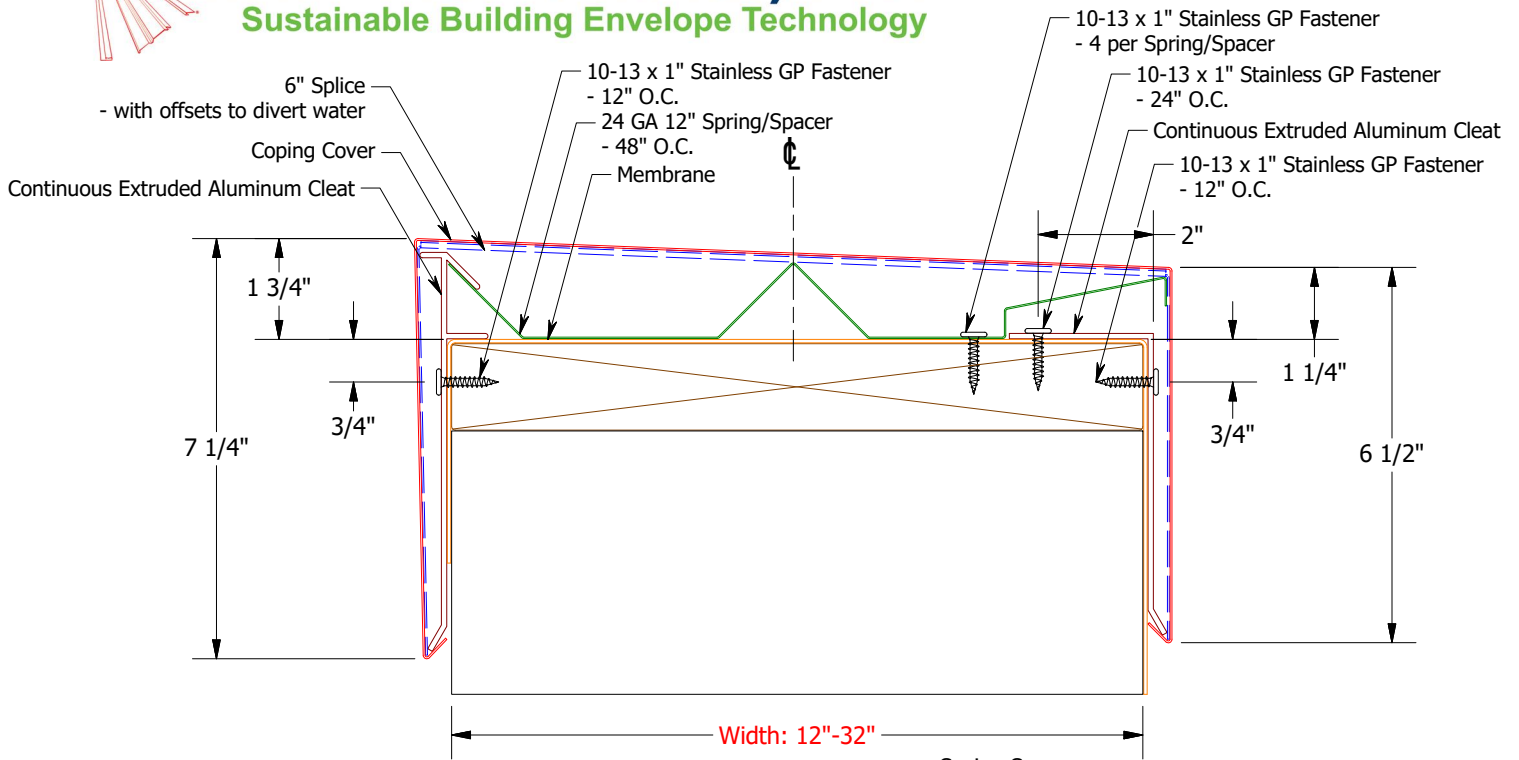 Sustainable Building Envelope Technology
10-13 x 1" Stainless GP Fastener
- 4 per Spring/Spacer
10-13 x 1" Stainless GP Fastener
- 12" O.C.
10-13 x 1" Stainless GP Fastener
- 24" O.C.
6" Splice
- with offsets to divert water
24 GA 12" Spring/Spacer
- 48" O.C.
Continuous Extruded Aluminum Cleat
Coping Cover
Membrane
10-13 x 1" Stainless GP Fastener
- 12" O.C.
Continuous Extruded Aluminum Cleat
2"
1 3/4"
1 1/4"
3/4"
3/4"
7 1/4"
6 1/2"
Width: 12"-32"